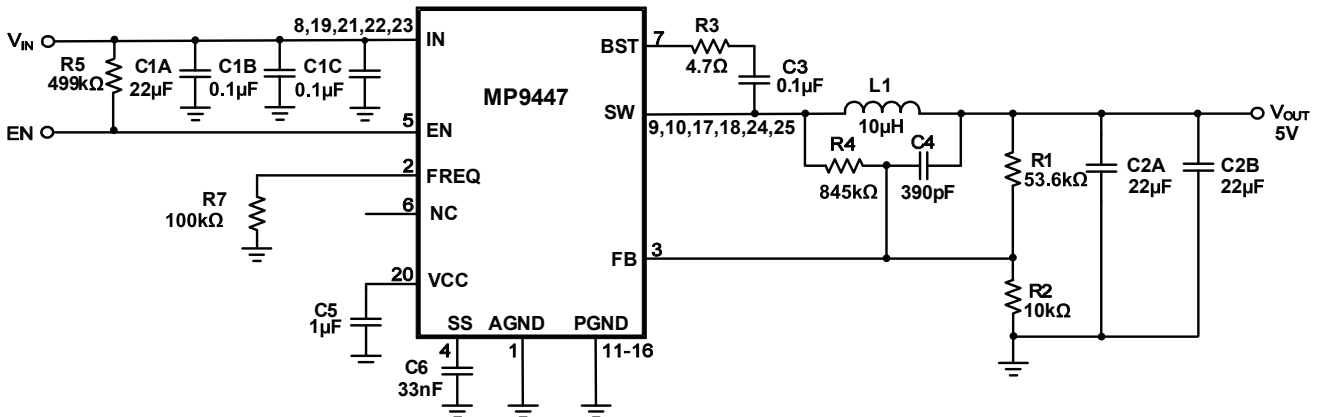 8,19,21,22,23
VIN
IN
R5
499kΩ
C1A
22µF
C1B
0.1µF
C1C
0.1µF
EN
5
EN
2
FREQ
R7
100kΩ
6
NC
20
VCC
C5
1µF
MP9447
SS
AGND
PGND
4
1
11-16
C6
33nF
BST
7
R3
4.7Ω
C3
0.1µF
SW
9,10,17,18,24,25
L1
10µH
R4
845kΩ
C4
390pF
FB
3
R1
53.6kΩ
R2
10kΩ
C2A
22µF
C2B
22µF
VOUT
5V